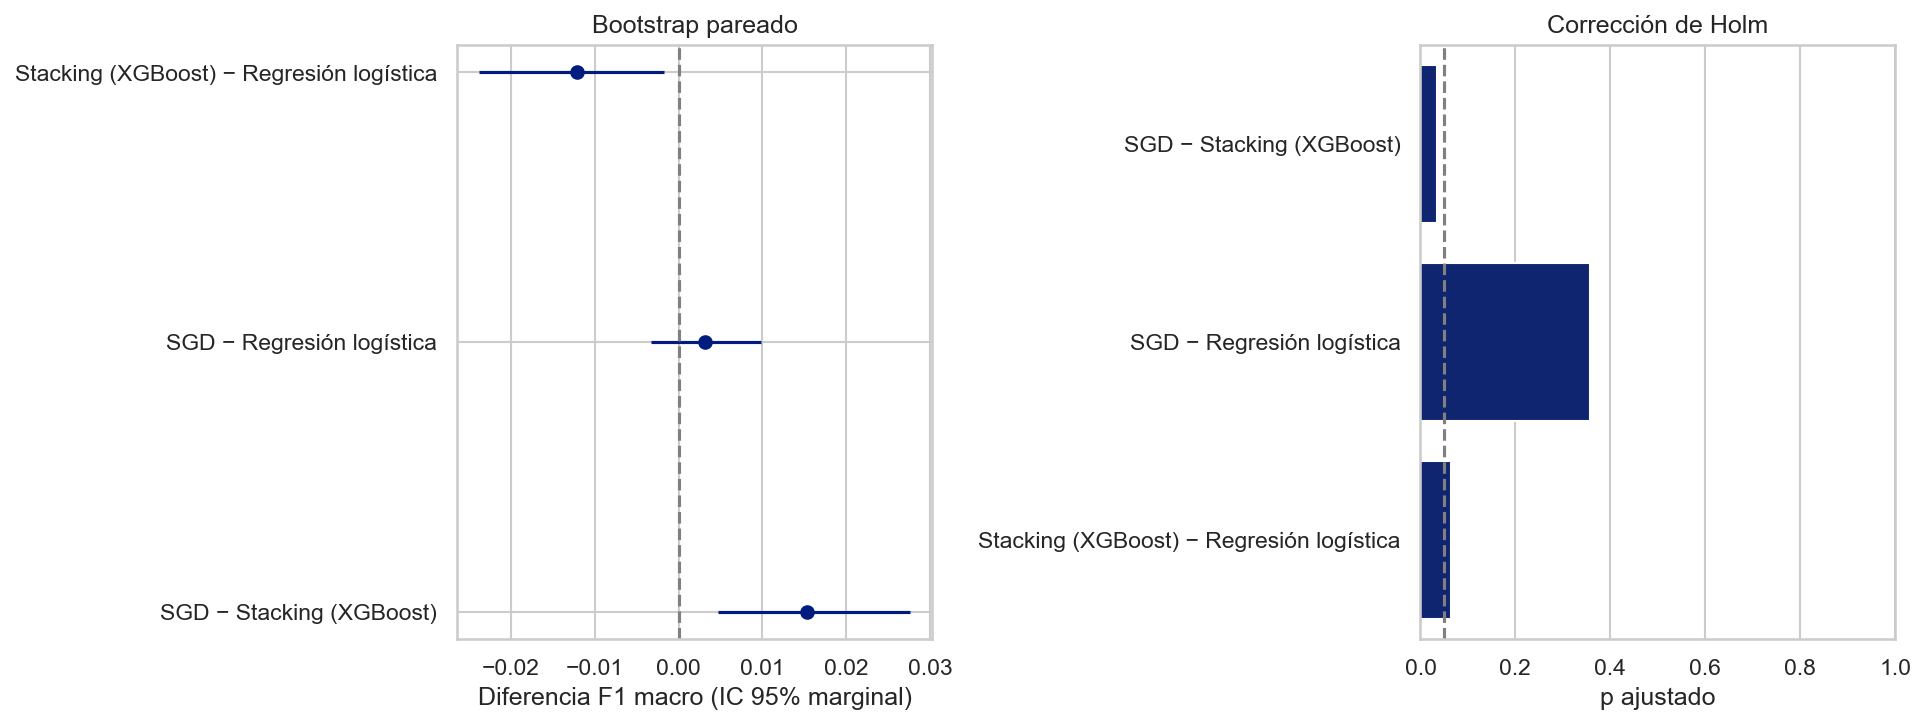 Bootstrap pareado
Stacking (XGBoost) − Regresión logística
SGD − Regresión logística
SGD − Stacking (XGBoost)
−0.02 −0.01 0.00 0.01 0.02 0.03
Diferencia F1 macro (IC 95% marginal)
Corrección de Holm
SGD − Stacking (XGBoost)
SGD − Regresión logística
Stacking (XGBoost) − Regresión logística
0.0 0.2 0.4 0.6 0.8 1.0
p ajustado